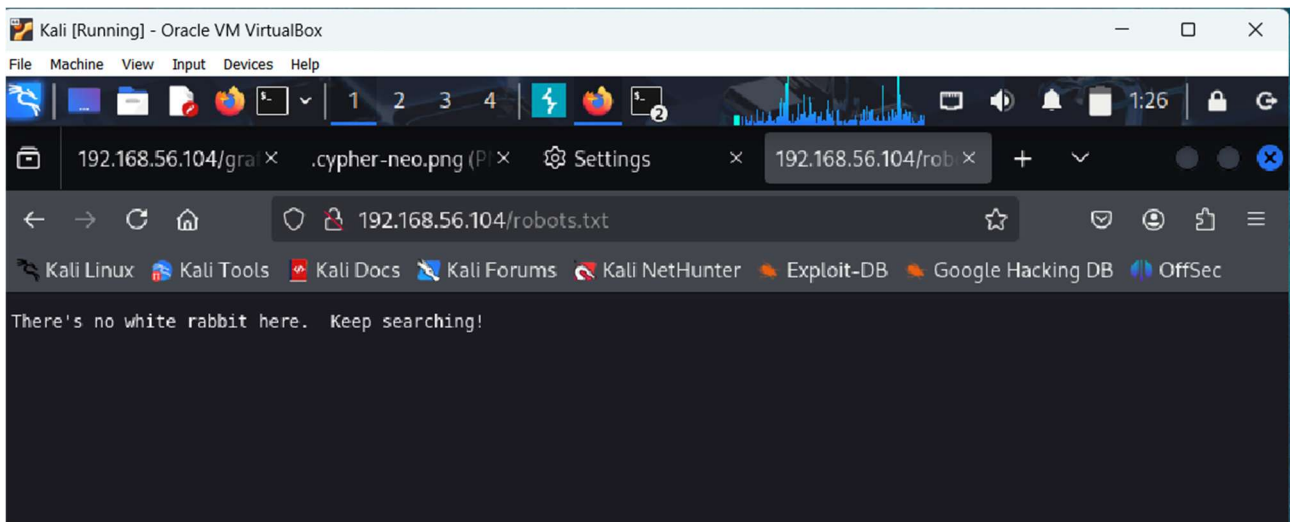 Kali [Running] - Oracle VM VirtualBox
File Machine View Input Devices Help
1 2 3 4 2 1:26
192.168.56.104/graf .cypher-neo.png (P Settings 192.168.56.104/rob
192.168.56.104/robots.txt
Kali Linux Kali Tools Kali Docs Kali Forums Kali NetHunter Exploit-DB Google Hacking DB OffSec
There's no white rabbit here. Keep searching!